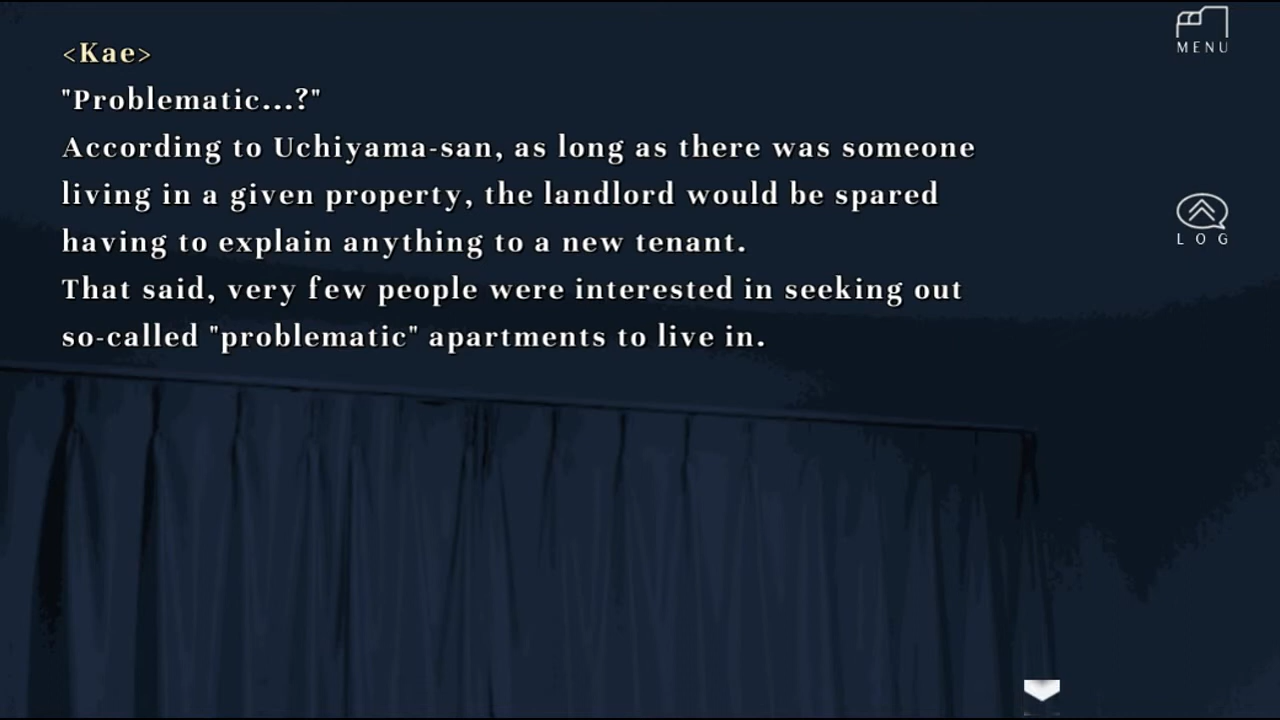 <Kae>
"Problematic...?"
According to Uchiyama-san, as long as there was someone
living in a given property, the landlord would be spared
having to explain anything to a new tenant.
That said, very few people were interested in seeking out
so-called "problematic" apartments to live in.
MENU
LOG